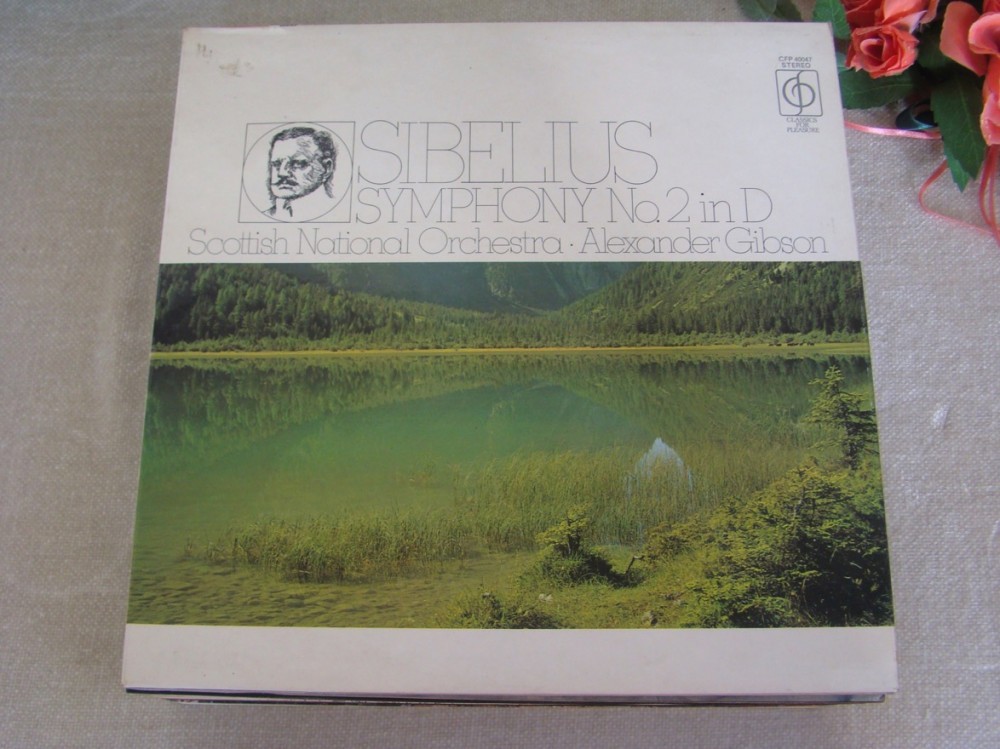 CFP 40047
STEREO
CLASSICS
FOR
PLEASURE
SIBELIUS
SYMPHONY No.2 in D
Scottish National Orchestra · Alexander Gibson